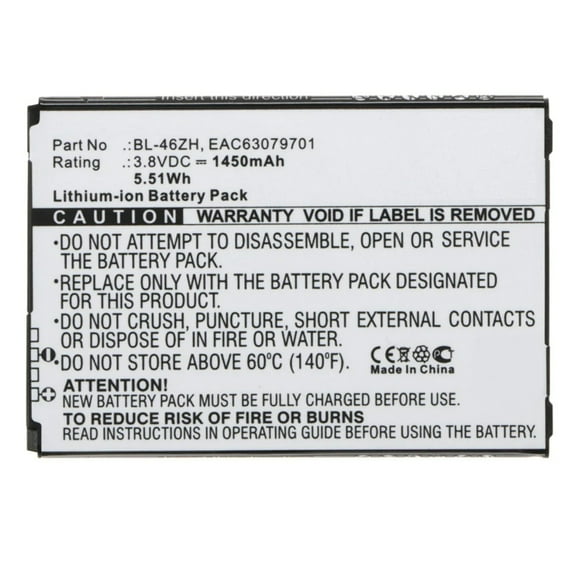 Insert this direction
Part No : BL-46ZH, EAC63079701
Rating : 3.8VDC ⎓ 1450mAh
5.51Wh
Lithium-ion Battery Pack
CAUTION WARRANTY VOID IF LABEL IS REMOVED
•DO NOT ATTEMPT TO DISASSEMBLE, OPEN OR SERVICE
THE BATTERY PACK.
•REPLACE ONLY WITH THE BATTERY PACK DESIGNATED
FOR THIS PRODUCT.
•DO NOT CRUSH, PUNCTURE, SHORT EXTERNAL CONTACTS
OR DISPOSE OF IN FIRE OR WATER.
•DO NOT STORE ABOVE 60°C (140°F).
CE
Made In China
ATTENTION!
NEW BATTERY PACK MUST BE FULLY CHARGED BEFORE USE.
TO REDUCE RISK OF FIRE OR BURNS
READ INSTRUCTIONS IN OPERATING GUIDE BEFORE USING THE BATTERY.